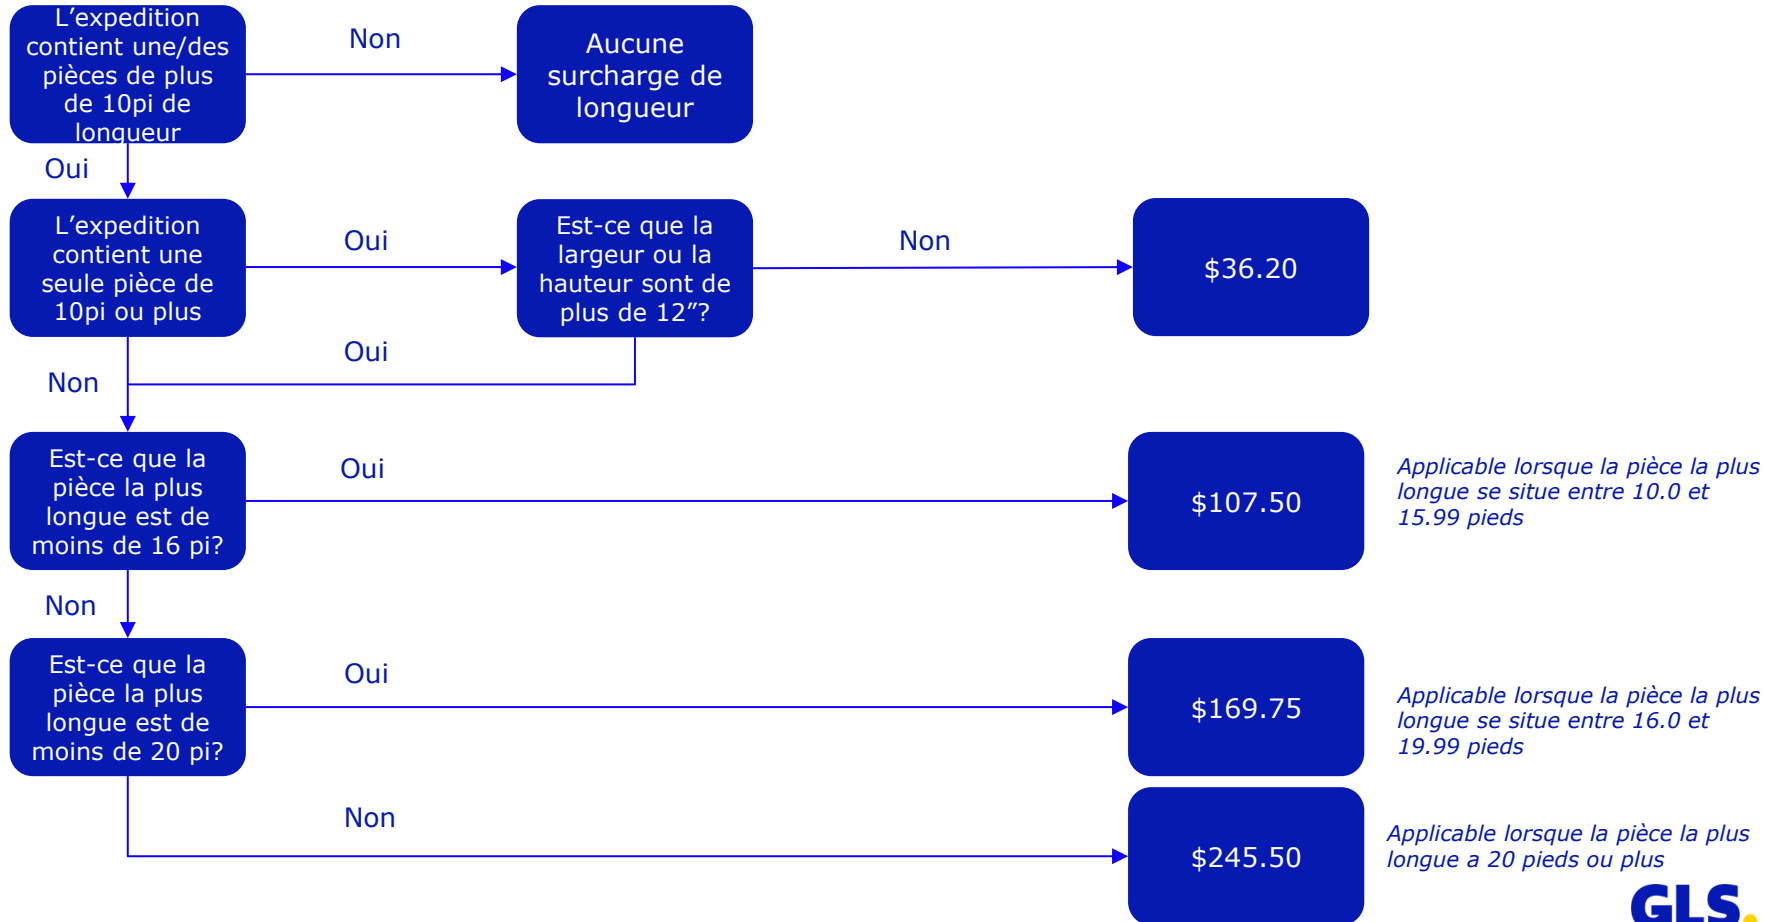 L’expedition
contient une/des
pièces de plus
de 10pi de
longueur
Non
Aucune
surcharge de
longueur
Oui
L’expedition
contient une
seule pièce de
10pi ou plus
Oui
Est-ce que la
largeur ou la
hauteur sont de
plus de 12”?
Non
$36.20
Oui
Non
Est-ce que la
pièce la plus
longue est de
moins de 16 pi?
Oui
$107.50
Applicable lorsque la pièce la plus
longue se situe entre 10.0 et
15.99 pieds
Non
Est-ce que la
pièce la plus
longue est de
moins de 20 pi?
Oui
$169.75
Applicable lorsque la pièce la plus
longue se situe entre 16.0 et
19.99 pieds
Non
$245.50
Applicable lorsque la pièce la plus
longue a 20 pieds ou plus
GLS.